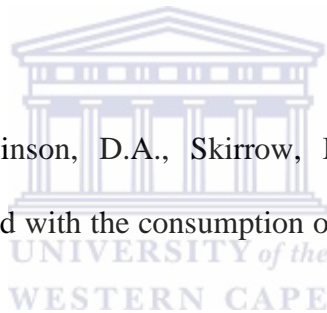 inson, D.A., Skirrow,
d with the consumption o
UNIVERSITY of the
WESTERN CAPE